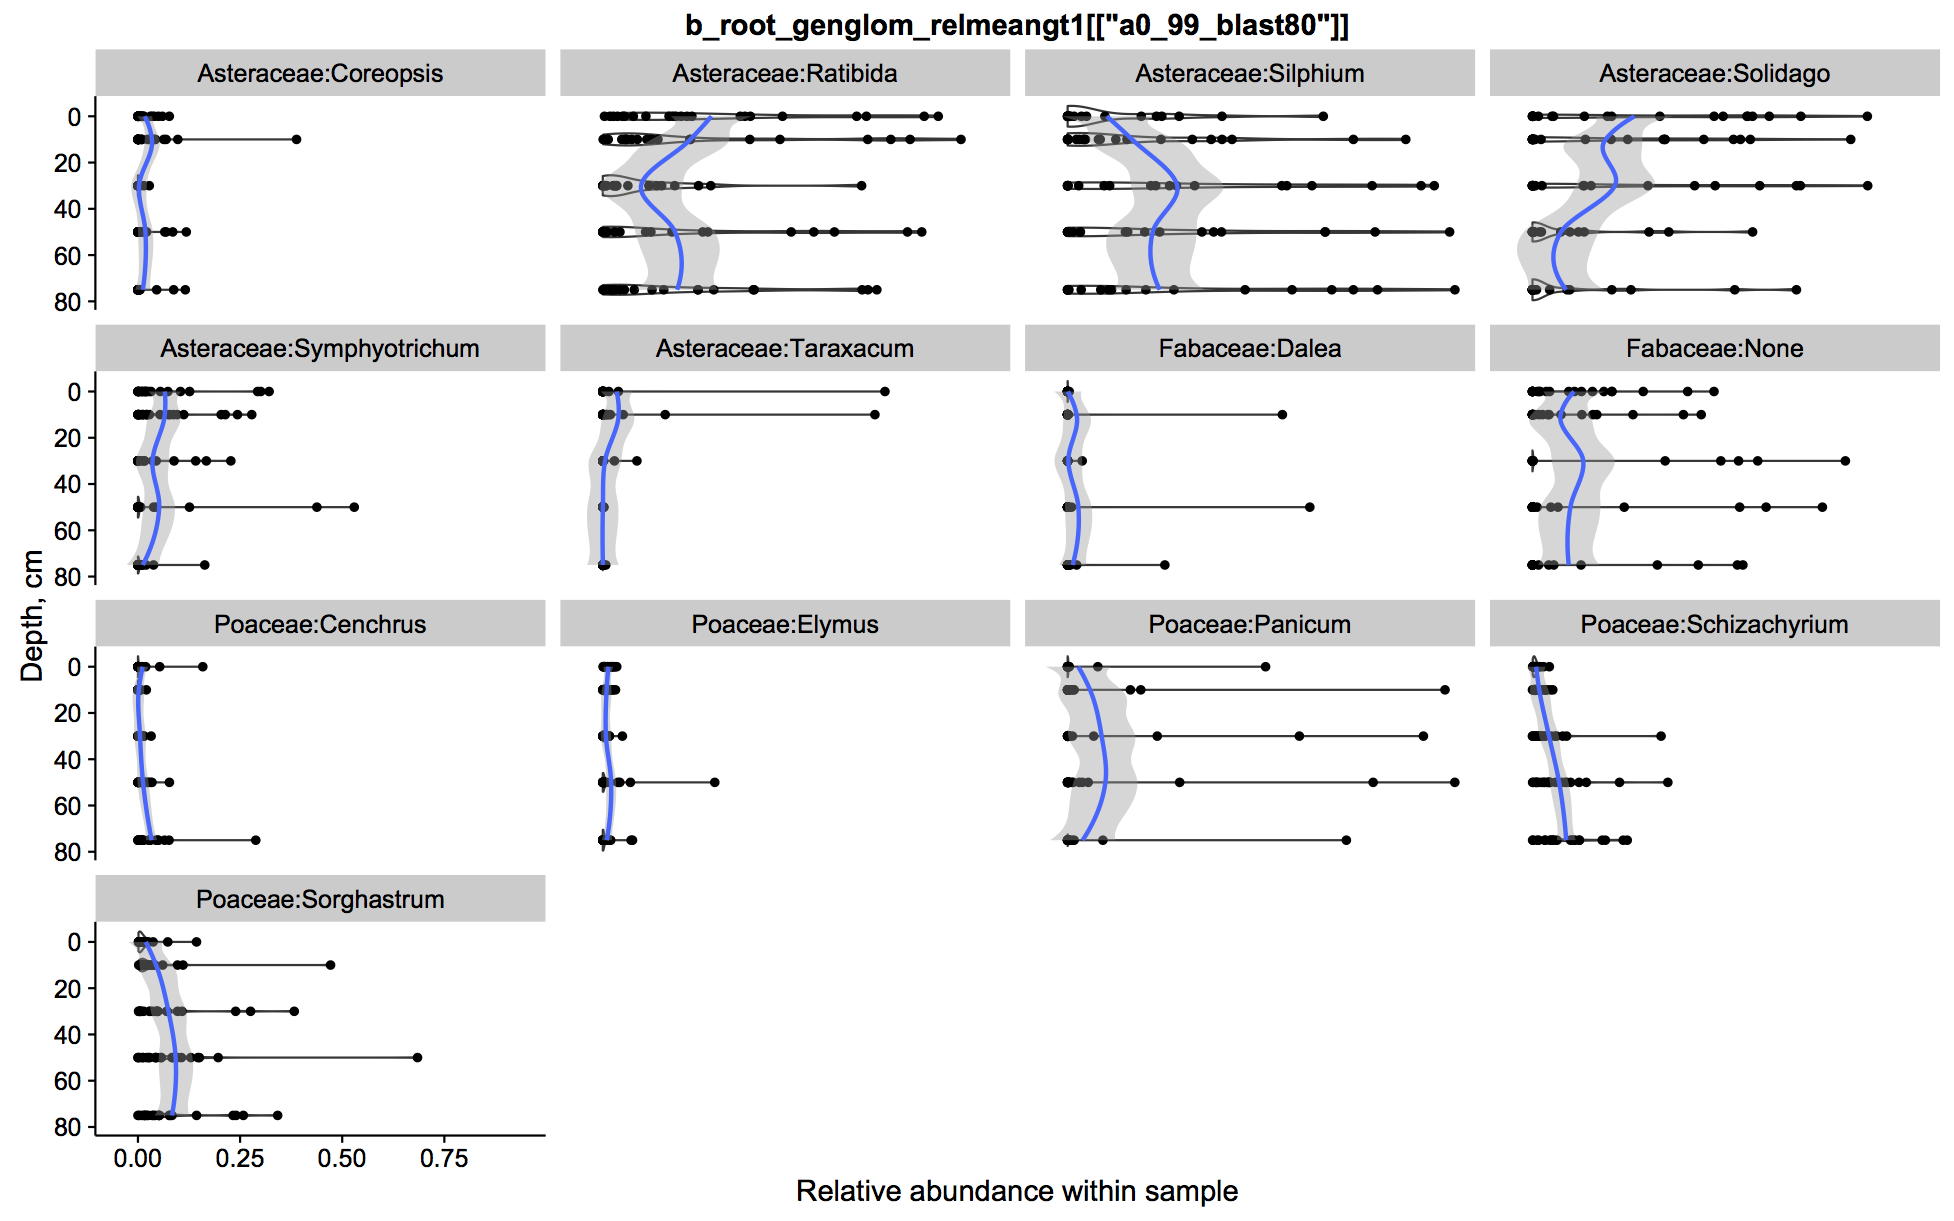 b_root_genglom_relmeangt1[["a0_99_blast80"]]
Asteraceae:Coreopsis Asteraceae:Ratibida Asteraceae:Silphium Asteraceae:Solidago
0
20
40
60
80
Asteraceae:Symphyotrichum Asteraceae:Taraxacum Fabaceae:Dalea Fabaceae:None
0
20
40
60
80
Depth, cm
Poaceae:Cenchrus Poaceae:Elymus Poaceae:Panicum Poaceae:Schizachyrium
0
20
40
60
80
Poaceae:Sorghastrum
0
20
40
60
80
0.00 0.25 0.50 0.75
Relative abundance within sample